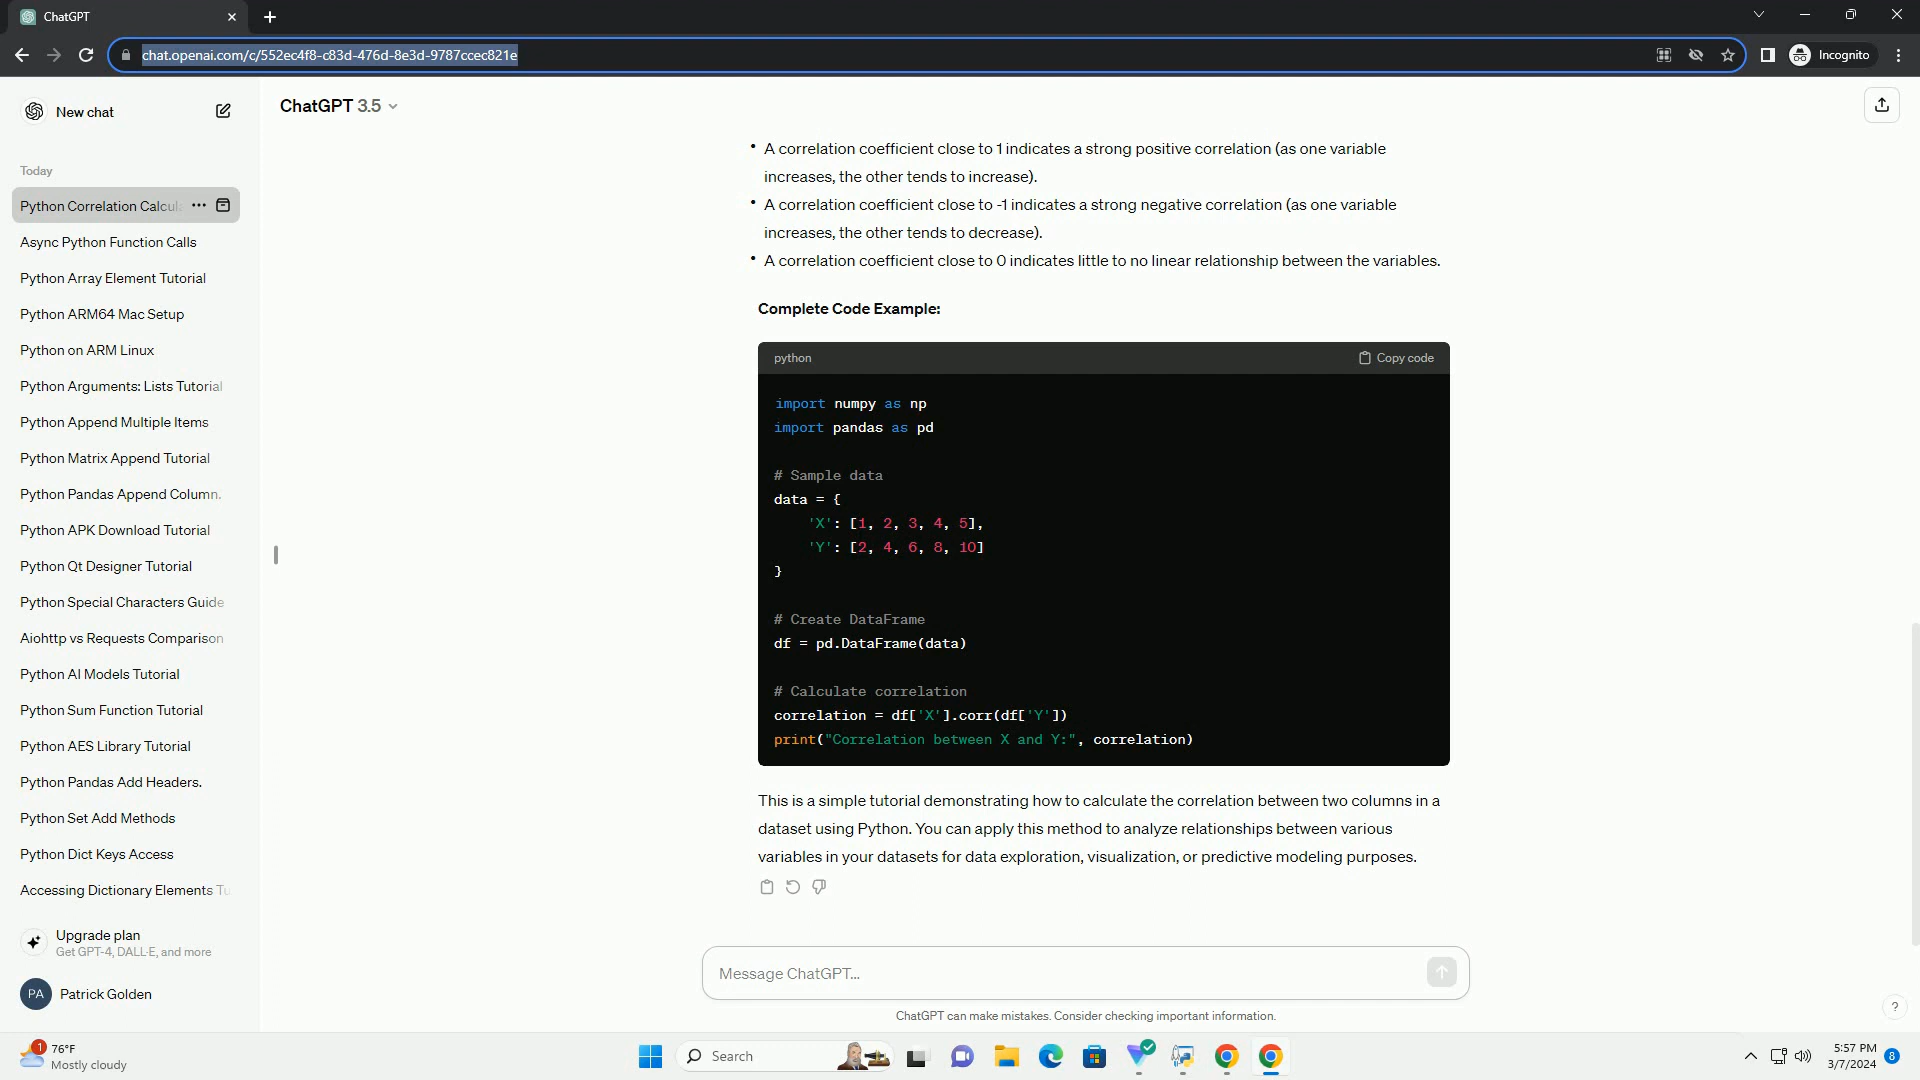 ChatGPT
chat.openai.com/c/552ec4f8-c83d-476d-8e3d-9787ccec821e
Incognito
New chat
Today
Python Correlation Calcul
Async Python Function Calls
Python Array Element Tutorial
Python ARM64 Mac Setup
Python on ARM Linux
Python Arguments: Lists Tutorial
Python Append Multiple Items
Python Matrix Append Tutorial
Python Pandas Append Column.
Python APK Download Tutorial
Python Qt Designer Tutorial
Python Special Characters Guide
Aiohttp vs Requests Comparison
Python AI Models Tutorial
Python Sum Function Tutorial
Python AES Library Tutorial
Python Pandas Add Headers.
Python Set Add Methods
Python Dict Keys Access
Accessing Dictionary Elements Tu
Upgrade plan
Get GPT-4, DALL·E, and more
PA Patrick Golden
ChatGPT 3.5
• A correlation coefficient close to 1 indicates a strong positive correlation (as one variable
increases, the other tends to increase).
• A correlation coefficient close to -1 indicates a strong negative correlation (as one variable
increases, the other tends to decrease).
• A correlation coefficient close to 0 indicates little to no linear relationship between the variables.
Complete Code Example:
python Copy code
import numpy as np
import pandas as pd
# Sample data
data = {
'X': [1, 2, 3, 4, 5],
'Y': [2, 4, 6, 8, 10]
}
# Create DataFrame
df = pd.DataFrame(data)
# Calculate correlation
correlation = df['X'].corr(df['Y'])
print("Correlation between X and Y:", correlation)
This is a simple tutorial demonstrating how to calculate the correlation between two columns in a
dataset using Python. You can apply this method to analyze relationships between various
variables in your datasets for data exploration, visualization, or predictive modeling purposes.
Message ChatGPT...
ChatGPT can make mistakes. Consider checking important information.
?
1
76°F
Mostly cloudy
Search
5:57 PM
3/7/2024
8